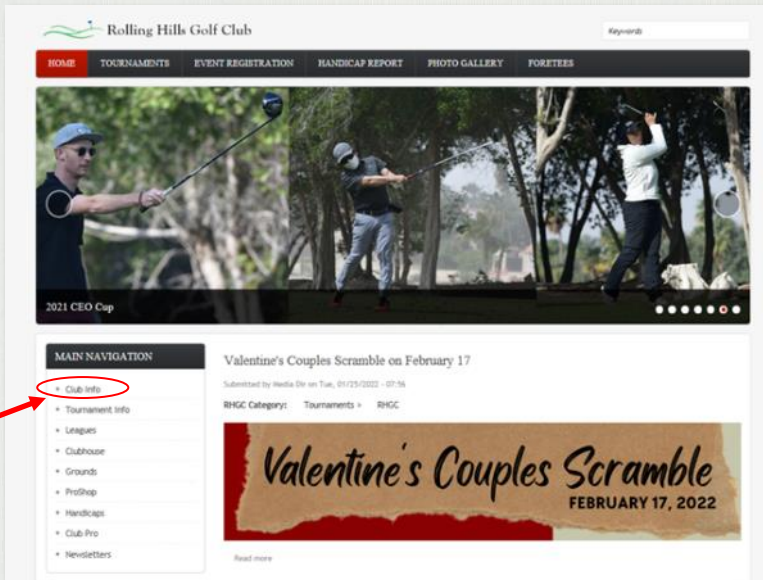 Rolling Hills Golf Club
Keywords
HOME TOURNAMENTS EVENT REGISTRATION HANDICAP REPORT PHOTO GALLERY FORETEES
2021 CEO Cup
MAIN NAVIGATION
Club Info
Tournament Info
Leagues
Clubhouse
Grounds
ProShop
Handicaps
Club Pro
Newsletters
Valentine's Couples Scramble on February 17
Submitted by Media Dir on Tue, 01/25/2022 - 07:56
RHGC Category: Tournaments » RHGC
Valentine's Couples Scramble
FEBRUARY 17, 2022
Read more